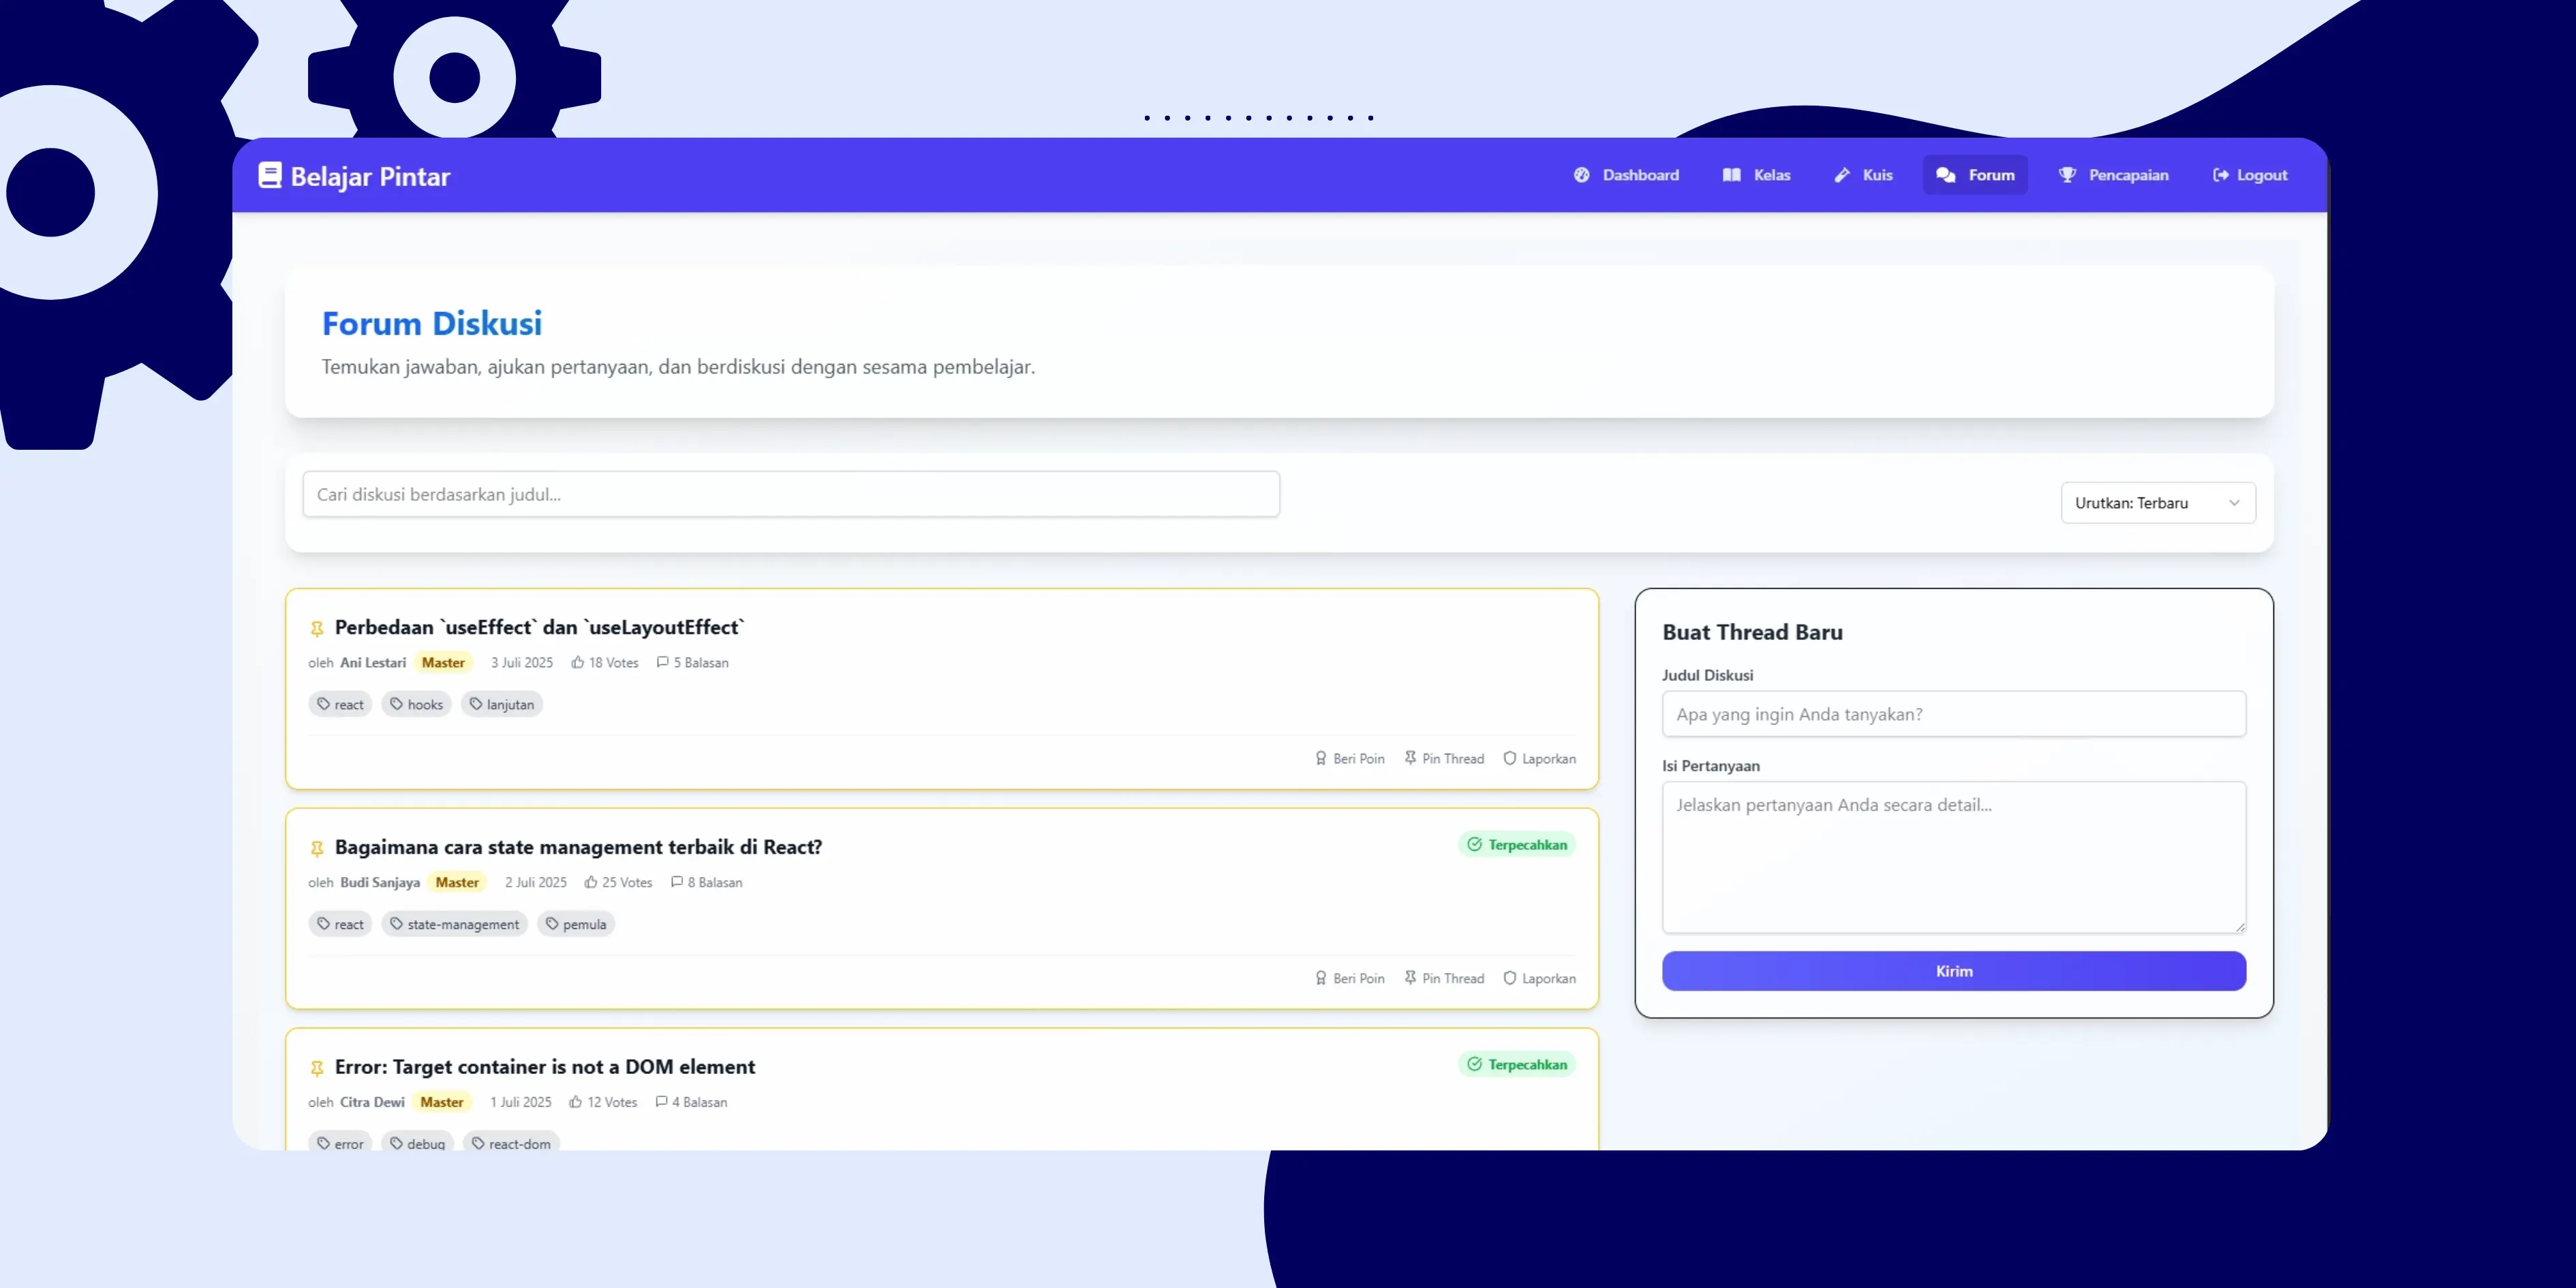 Belajar Pintar
Dashboard
Kelas
Kuis
Forum
Pencapaian
Logout
Forum Diskusi
Temukan jawaban, ajukan pertanyaan, dan berdiskusi dengan sesama pembelajar.
Cari diskusi berdasarkan judul...
Urutkan: Terbaru
Perbedaan `useEffect` dan `useLayoutEffect`
oleh Ani Lestari Master 3 Juli 2025 18 Votes 5 Balasan
react hooks lanjutan
Beri Poin Pin Thread Laporkan
Bagaimana cara state management terbaik di React?
Terpecahkan
oleh Budi Sanjaya Master 2 Juli 2025 25 Votes 8 Balasan
react state-management pemula
Beri Poin Pin Thread Laporkan
Error: Target container is not a DOM element
Terpecahkan
oleh Citra Dewi Master 1 Juli 2025 12 Votes 4 Balasan
error debug react-dom
Buat Thread Baru
Judul Diskusi
Apa yang ingin Anda tanyakan?
Isi Pertanyaan
Jelaskan pertanyaan Anda secara detail...
Kirim